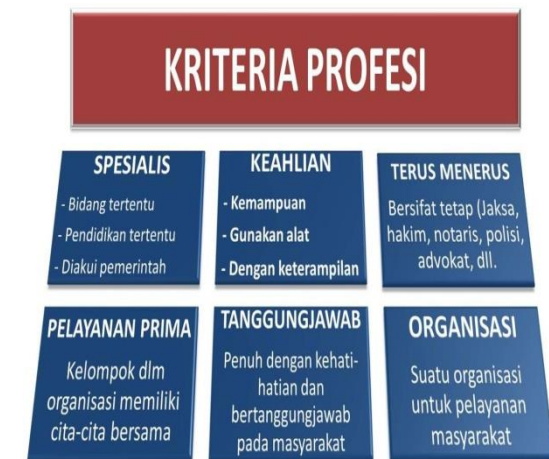 KRITERIA PROFESI
SPESIALIS
- Bidang tertentu
- Pendidikan tertentu
- Diakui pemerintah
KEAHLIAN
- Kemampuan
- Gunakan alat
- Dengan keterampilan
TERUS MENERUS
Bersifat tetap (Jaksa,
hakim, notaris, polisi,
advokat, dll.
PELAYANAN PRIMA
Kelompok dlm
organisasi memiliki
cita-cita bersama
TANGGUNGJAWAB
Penuh dengan kehati-
hatian dan
bertanggungjawab
pada masyarakat
ORGANISASI
Suatu organisasi
untuk pelayanan
masyarakat